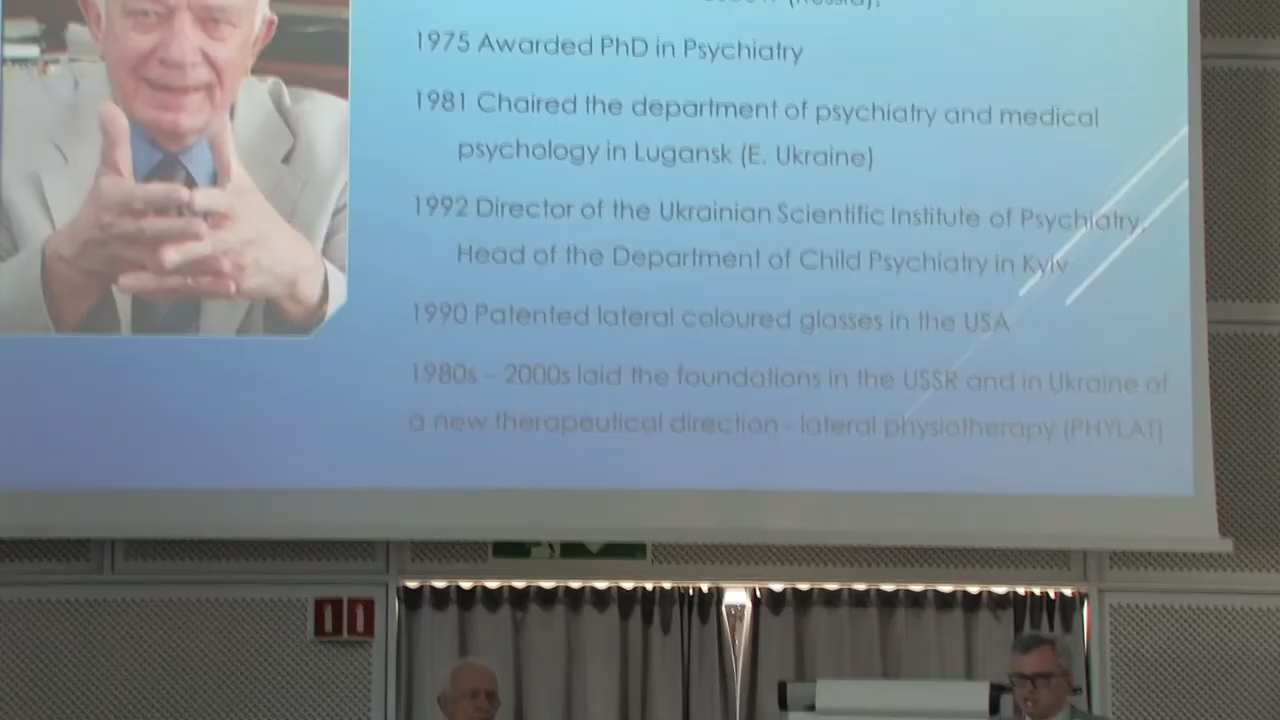 (Russia),
1975 Awarded PhD in Psychiatry
1981 Chaired the department of psychiatry and medical
psychology in Lugansk (E. Ukraine)
1992 Director of the Ukrainian Scientific Institute of Psychiatry,
Head of the Department of Child Psychiatry in Kyiv
1990 Patented lateral coloured glasses in the USA
1980s – 2000s laid the foundations in the USSR and in Ukraine of
a new therapeutical direction - lateral physiotherapy (PHYLAT)